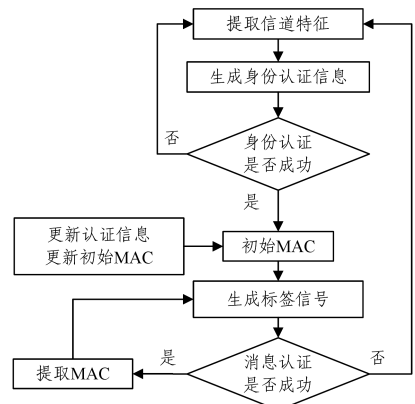 提取信道特征
生成身份认证信息
否
身份认证
是否成功
是
更新认证信息
更新初始MAC
初始MAC
生成标签信号
是
消息认证
是否成功
否
提取MAC